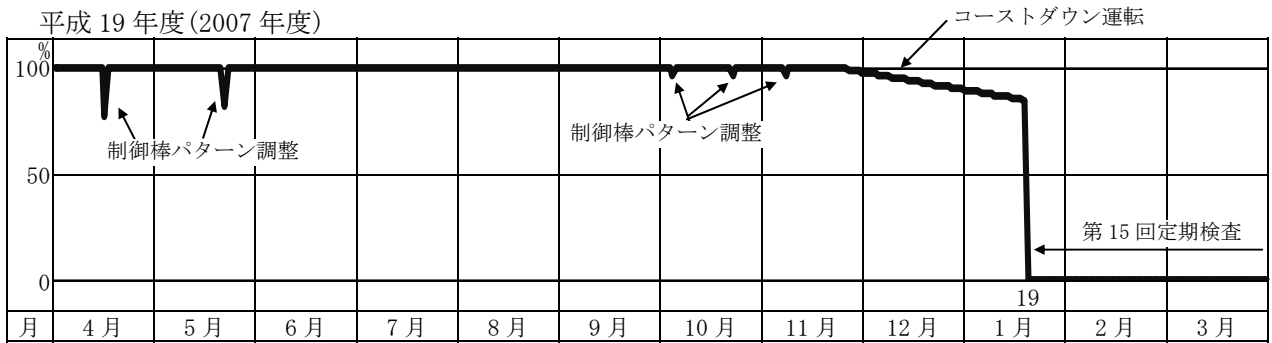 平成 19 年度(2007 年度)
コーストダウン運転
%
100
制御棒パターン調整
制御棒パターン調整
50
第 15 回定期検査
0
19
月 4 月 5 月 6 月 7 月 8 月 9 月 10 月 11 月 12 月 1 月 2 月 3 月